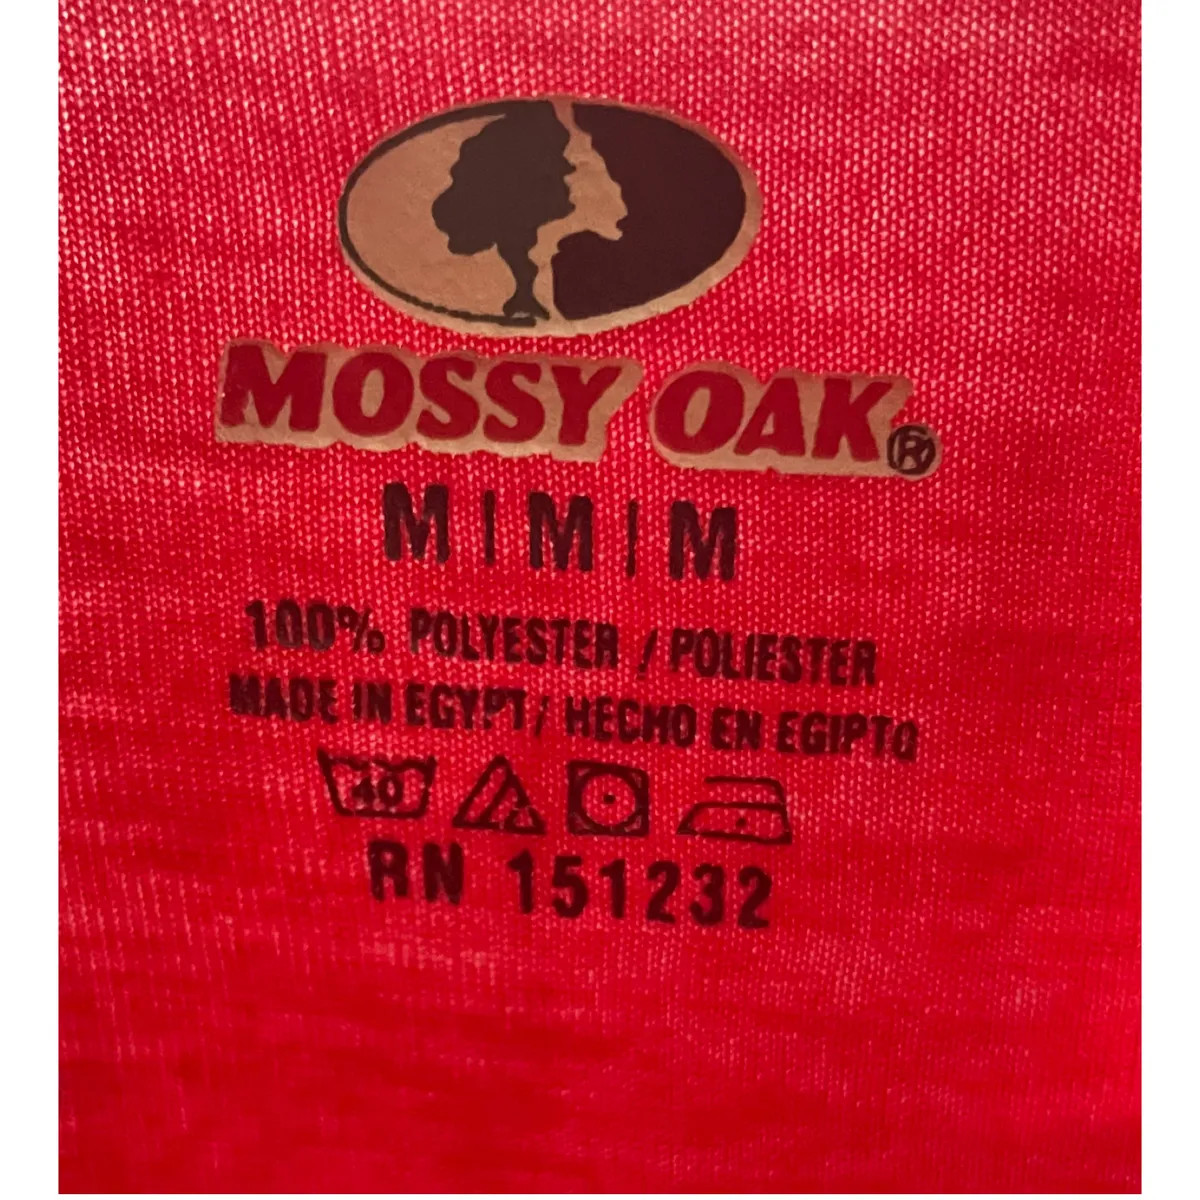 MOSSY OAK®
M | M | M
100% POLYESTER / POLIESTER
MADE IN EGYPT / HECHO EN EGIPTO
40
RN 151232